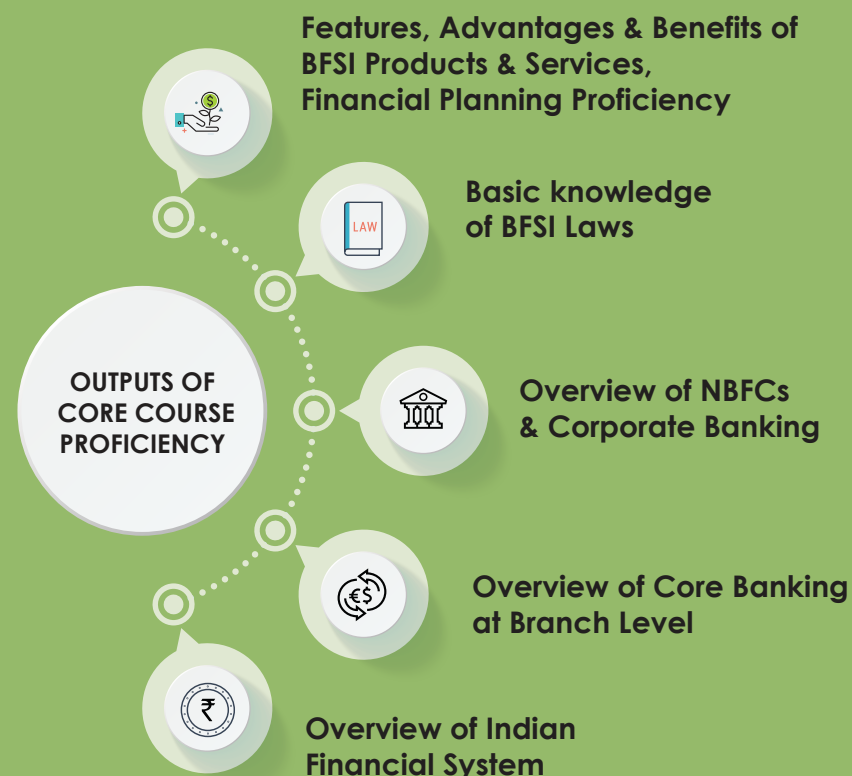 Features, Advantages & Benefits of
BFSI Products & Services,
Financial Planning Proficiency
$
Basic knowledge
of BFSI Laws
LAW
OUTPUTS OF
CORE COURSE
PROFICIENCY
Overview of NBFCs
& Corporate Banking
Overview of Core Banking
at Branch Level
€$
Overview of Indian
Financial System
₹